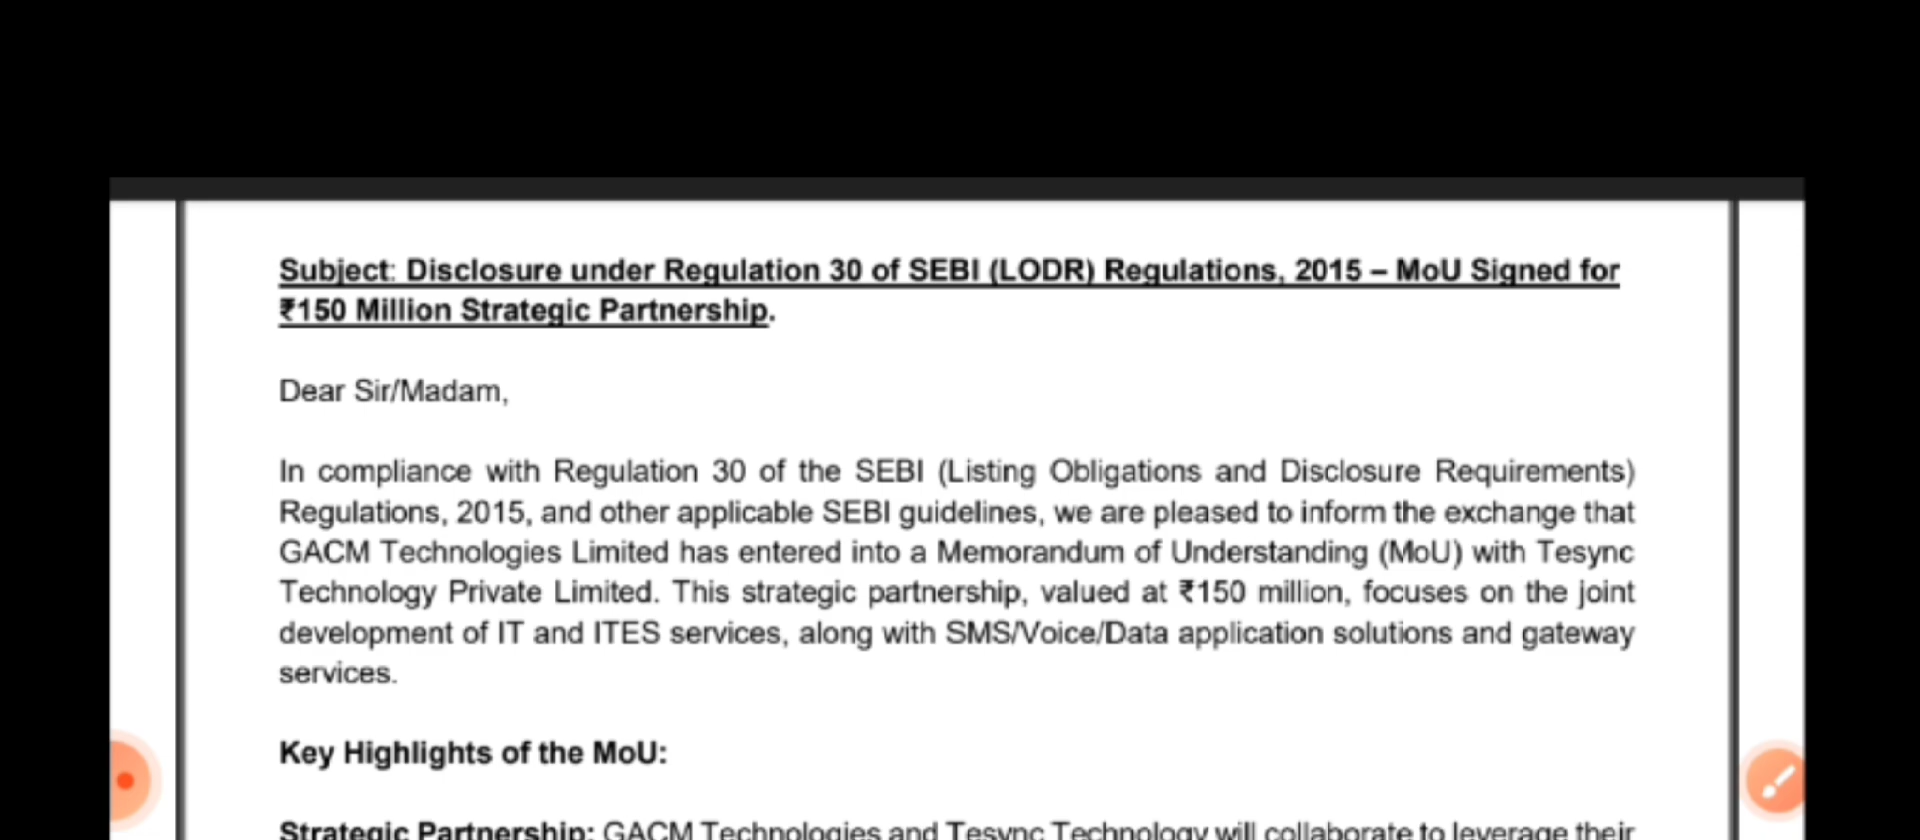 Subject: Disclosure under Regulation 30 of SEBI (LODR) Regulations, 2015 – MoU Signed for
₹150 Million Strategic Partnership.
Dear Sir/Madam,
In compliance with Regulation 30 of the SEBI (Listing Obligations and Disclosure Requirements)
Regulations, 2015, and other applicable SEBI guidelines, we are pleased to inform the exchange that
GACM Technologies Limited has entered into a Memorandum of Understanding (MoU) with Tesync
Technology Private Limited. This strategic partnership, valued at ₹150 million, focuses on the joint
development of IT and ITES services, along with SMS/Voice/Data application solutions and gateway
services.
Key Highlights of the MoU:
Strategic Partnership: GACM Technologies and Tesync Technology will collaborate to leverage their